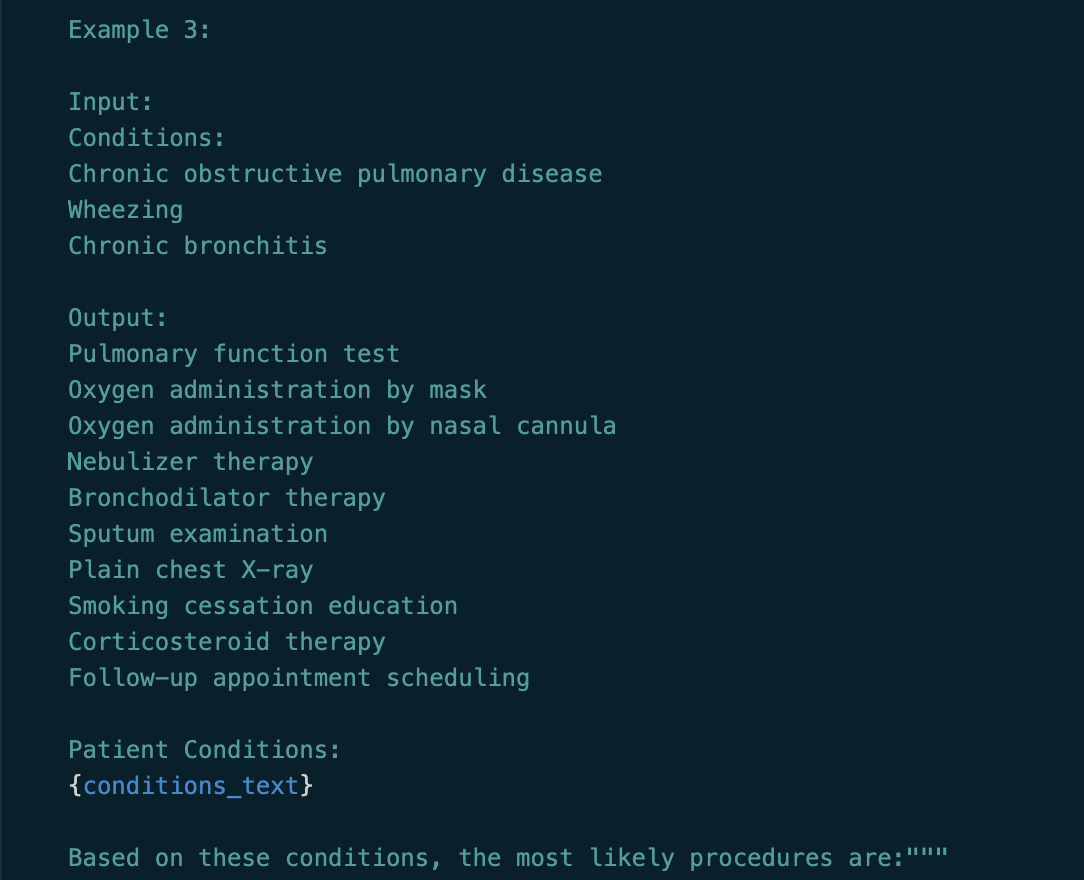 Example 3:
Input:
Conditions:
Chronic obstructive pulmonary disease
Wheezing
Chronic bronchitis
Output:
Pulmonary function test
Oxygen administration by mask
Oxygen administration by nasal cannula
Nebulizer therapy
Bronchodilator therapy
Sputum examination
Plain chest X-ray
Smoking cessation education
Corticosteroid therapy
Follow-up appointment scheduling
Patient Conditions:
{conditions_text}
Based on these conditions, the most likely procedures are:"""